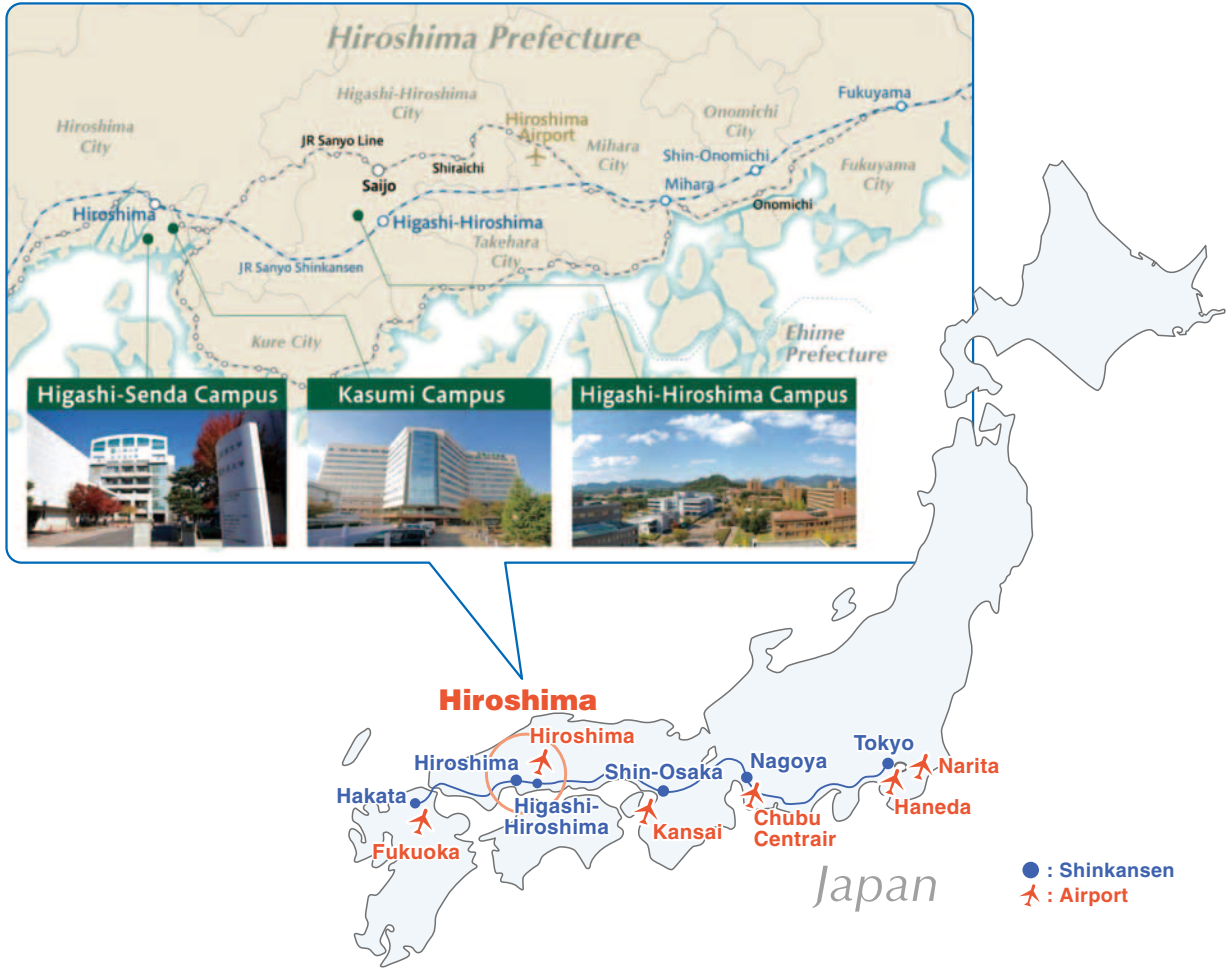 Hiroshima Prefecture
Higashi-Hiroshima
City
Hiroshima
City
JR Sanyo Line
Saijo
Shiraichi
Hiroshima
Airport
Mihara
City
Onomichi
City
Fukuyama
Shin-Onomichi
Mihara
Onomichi
Fukuyama
City
Hiroshima
Higashi-Hiroshima
Takehara
City
JR Sanyo Shinkansen
Kure City
Ehime
Prefecture
Higashi-Senda Campus
Kasumi Campus
Higashi-Hiroshima Campus
Hiroshima
Hiroshima
Hiroshima
Higashi-
Hiroshima
Hakata
Fukuoka
Shin-Osaka
Kansai
Nagoya
Chubu
Centrair
Tokyo
Narita
Haneda
Japan
: Shinkansen
: Airport